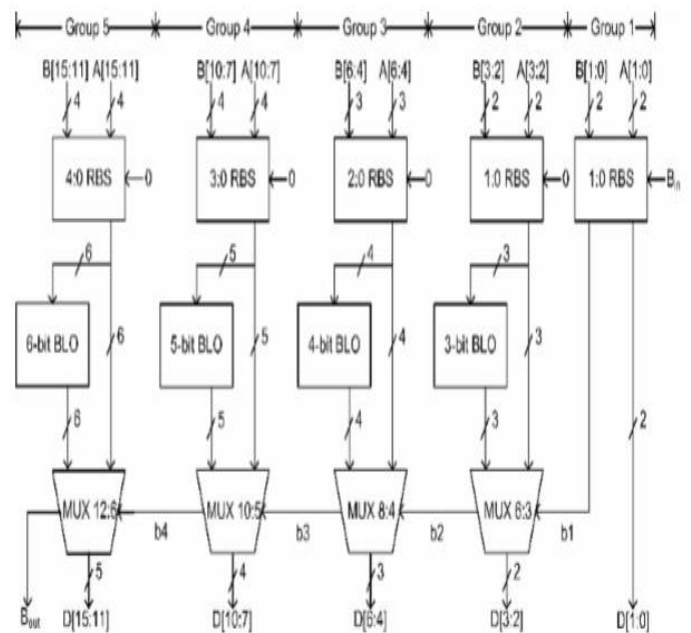 Group 5 Group 4 Group 3 Group 2 Group 1
B[15:11] A[15:11] B[10:7] A[10:7] B[6:4] A[6:4] B[3:2] A[3:2] B[1:0] A[1:0]
4 4 4 4 3 3 2 2 2 2
4:0 RBS 0 3:0 RBS 0 2:0 RBS 0 1:0 RBS 0 1:0 RBS Bin
6 5 4 3
6-bit BLO 6 5-bit BLO 5 4-bit BLO 4 3-bit BLO 3
6 5 4 3 2
MUX 12:6 MUX 10:5 MUX 8:4 MUX 6:3
b4 b3 b2 b1
5 4 3 2
Bout D[15:11] D[10:7] D[6:4] D[3:2] D[1:0]